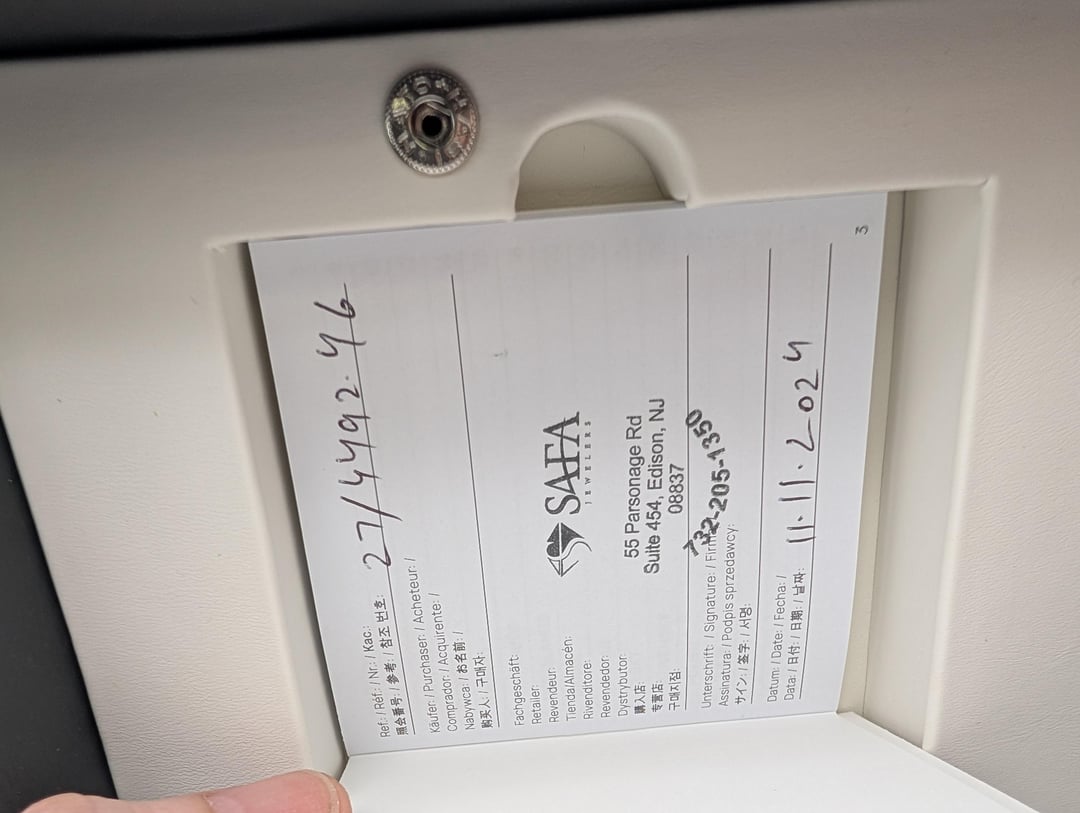 Ref.: / Réf.: / Nr.: / Kac.:
照会番号: / 参考: / 참조 번호: 27/4492.46
Käufer: / Purchaser: / Acheteur: /
Comprador: / Acquirente: /
Nabywca: / お名前: /
购买人: / 구매자:
Fachgeschäft:
Retailer:
Revendeur:
Tienda/Almacén:
Rivenditore:
Revendedor:
Dystrybutor:
購入店:
专营店:
구매지점:
SAFA
JEWELERS
55 Parsonage Rd
Suite 454, Edison, NJ
08837
732-205-1350
Unterschrift: / Signature: / Firm
Assinatura: / Podpis sprzedawcy:
サイン: / 签字: / 서명:
Datum: / Date: / Fecha: /
Data: / 日付: / 日期: / 날짜: 11.11.2024
3